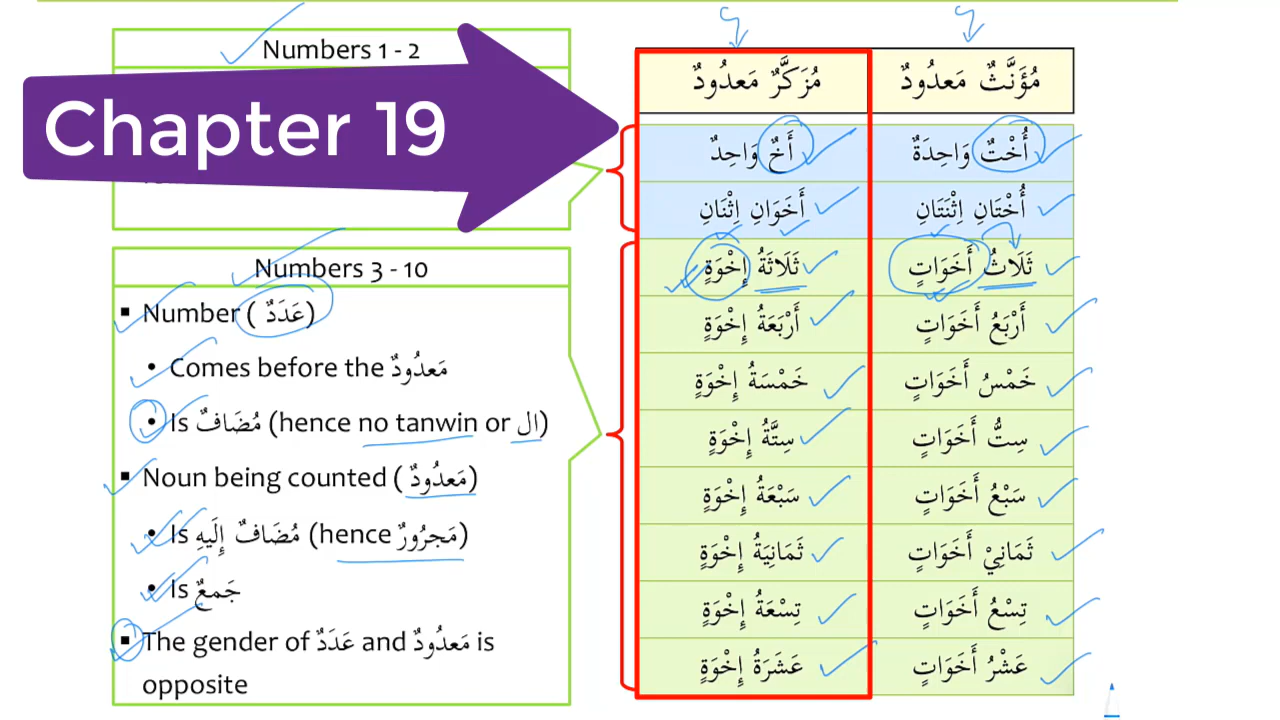 Numbers 1 - 2
Chapter 19
Numbers 3 - 10
▪ Number ( عَدَدٌ)
• Comes before the مَعدُودٌ
• Is مُضَافٌ (hence no tanwin or ال)
▪ Noun being counted ( مَعدُودٌ)
• Is مُضَافٌ إِلَيهِ (hence مَجرُورٌ)
• Is جَمعٌ
▪ The gender of عَدَدٌ and مَعدُودٌ is
opposite
مُؤَنَّثٌ مَعدُودٌ
مُزَكَّرٌ مَعدُودٌ
أُخْتٌ وَاحِدَةٌ
أَخٌ وَاحِدٌ
أُخْتَانِ اِثْنَتَانِ
أَخَوَانِ اِثْنَانِ
ثَلَاثُ أَخَوَاتٍ
ثَلَاثَةُ إِخْوَةٍ
أَرْبَعُ أَخَوَاتٍ
أَرْبَعَةُ إِخْوَةٍ
خَمْسُ أَخَوَاتٍ
خَمْسَةُ إِخْوَةٍ
سِتُّ أَخَوَاتٍ
سِتَّةُ إِخْوَةٍ
سَبْعُ أَخَوَاتٍ
سَبْعَةُ إِخْوَةٍ
ثَمَانِيْ أَخَوَاتٍ
ثَمَانِيَةُ إِخْوَةٍ
تِسْعُ أَخَوَاتٍ
تِسْعَةُ إِخْوَةٍ
عَشْرُ أَخَوَاتٍ
عَشَرَةُ إِخْوَةٍ